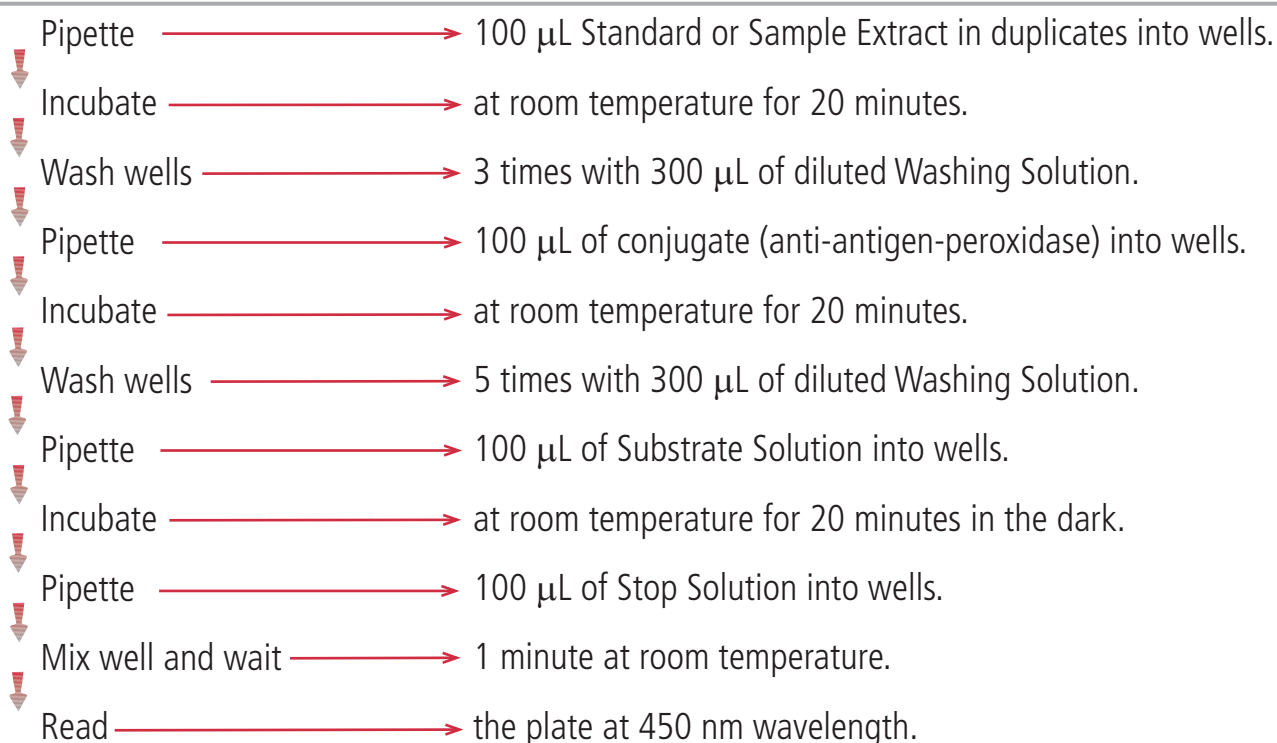 Pipette 100 μL Standard or Sample Extract in duplicates into wells.
Incubate at room temperature for 20 minutes.
Wash wells 3 times with 300 μL of diluted Washing Solution.
Pipette 100 μL of conjugate (anti-antigen-peroxidase) into wells.
Incubate at room temperature for 20 minutes.
Wash wells 5 times with 300 μL of diluted Washing Solution.
Pipette 100 μL of Substrate Solution into wells.
Incubate at room temperature for 20 minutes in the dark.
Pipette 100 μL of Stop Solution into wells.
Mix well and wait 1 minute at room temperature.
Read the plate at 450 nm wavelength.